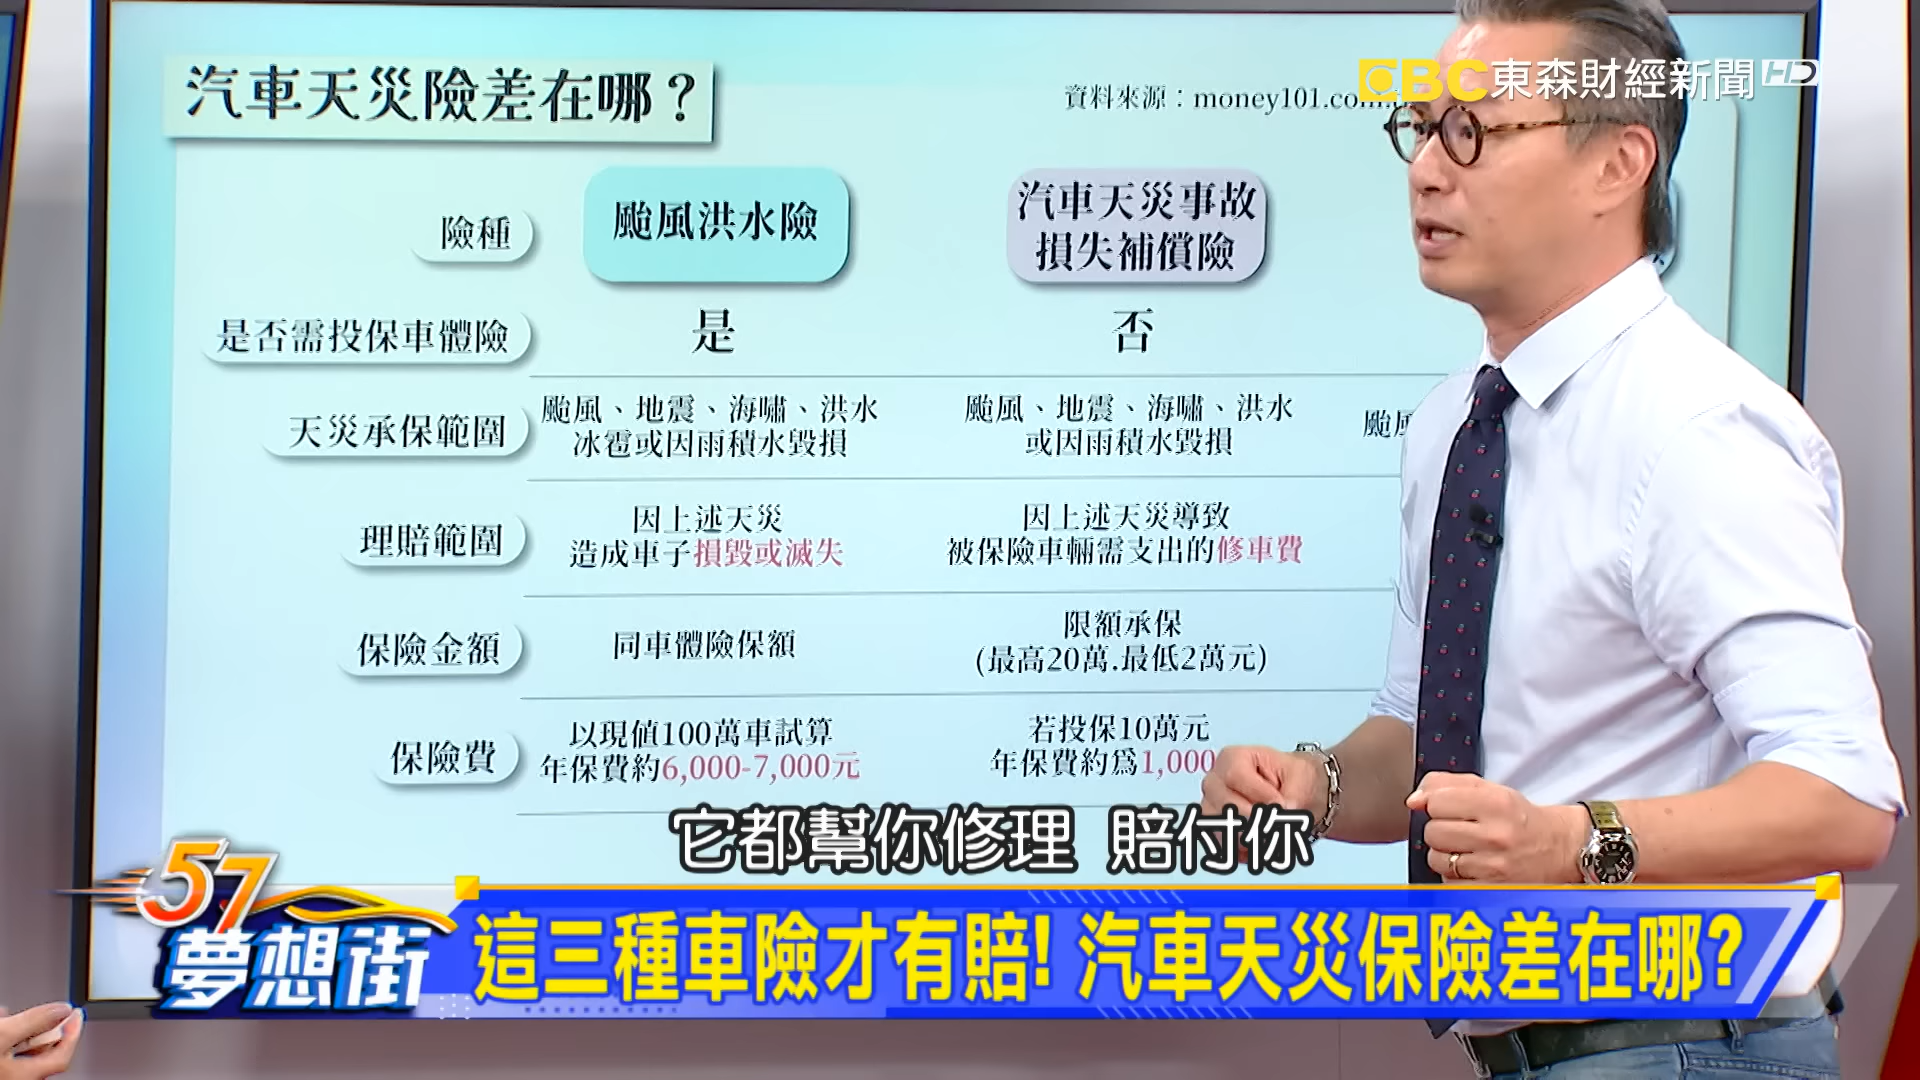 汽車天災險差在哪？
資料來源：money101.com
EBC 東森財經新聞 HD
險種
颱風洪水險
汽車天災事故
損失補償險
是否需投保車體險
是
否
天災承保範圍
颱風、地震、海嘯、洪水
冰雹或因雨積水毀損
颱風、地震、海嘯、洪水
或因雨積水毀損
颱風
理賠範圍
因上述天災
造成車子損毀或滅失
因上述天災導致
被保險車輛需支出的修車費
保險金額
同車體險保額
限額承保
(最高20萬.最低2萬元)
保險費
以現值100萬車試算
年保費約6,000-7,000元
若投保10萬元
年保費約爲1,000
它都幫你修理 賠付你
57
夢想街
這三種車險才有賠! 汽車天災保險差在哪?